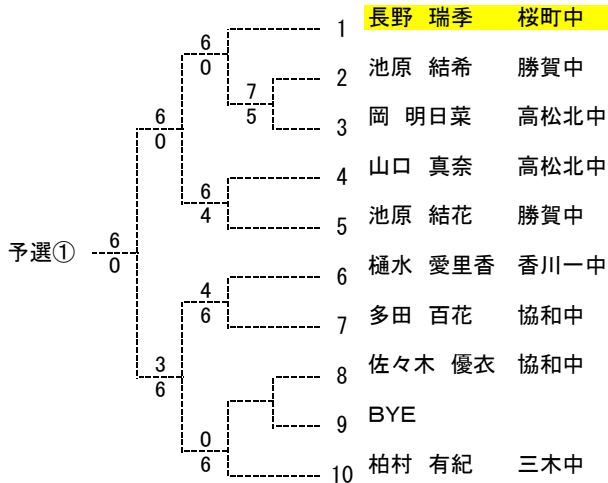 1 長野 瑞季 桜町中
6
0
2 池原 結希 勝賀中
7
5
3 岡 明日菜 高松北中
6
0
4 山口 真奈 高松北中
6
4
5 池原 結花 勝賀中
予選① 6
0
6 樋水 愛里香 香川一中
4
6
7 多田 百花 協和中
3
6
8 佐々木 優衣 協和中
9 BYE
0
6
10 柏村 有紀 三木中